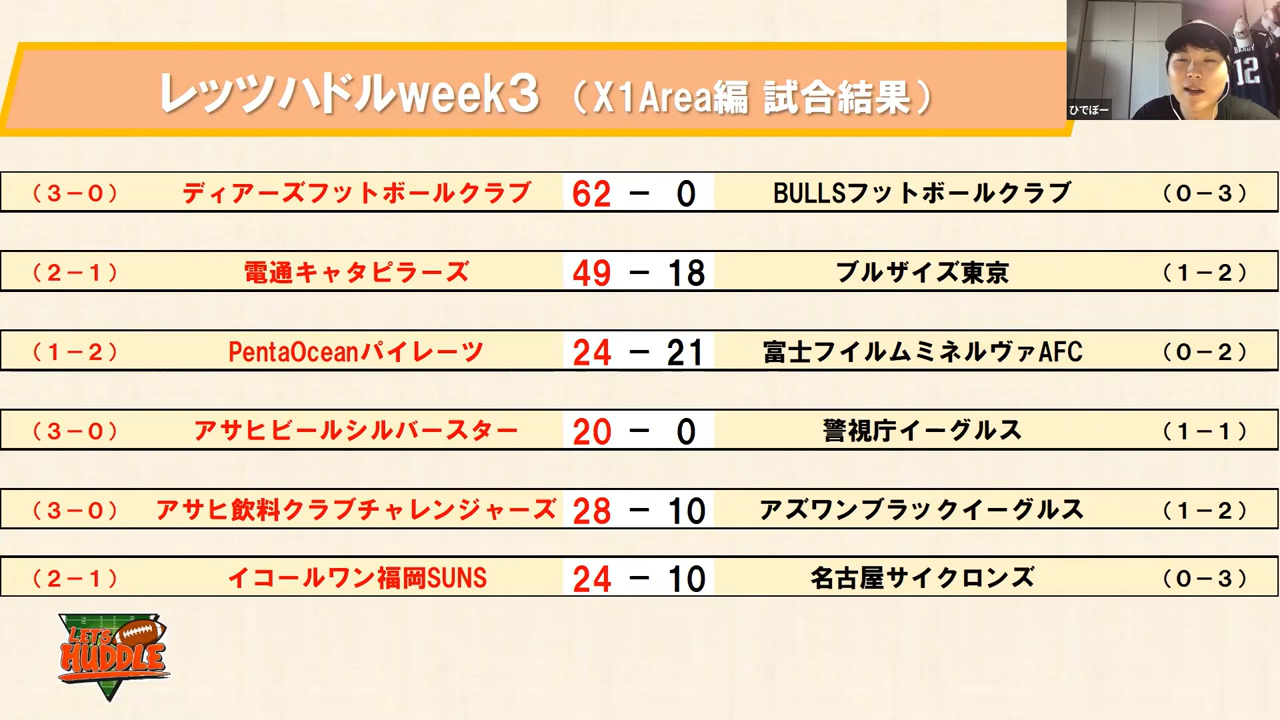 レッツハドルweek3（X1Area編 試合結果）
BRADY
12
ひでぼー
（3－0） ディアーズフットボールクラブ 62 － 0 BULLSフットボールクラブ （0－3）
（2－1） 電通キャタピラーズ 49 － 18 ブルザイズ東京 （1－2）
（1－2） PentaOceanパイレーツ 24 － 21 富士フイルムミネルヴァAFC （0－2）
（3－0） アサヒビールシルバースター 20 － 0 警視庁イーグルス （1－1）
（3－0） アサヒ飲料クラブチャレンジャーズ 28 － 10 アズワンブラックイーグルス （1－2）
（2－1） イコールワン福岡SUNS 24 － 10 名古屋サイクロンズ （0－3）
LETS
HUDDLE